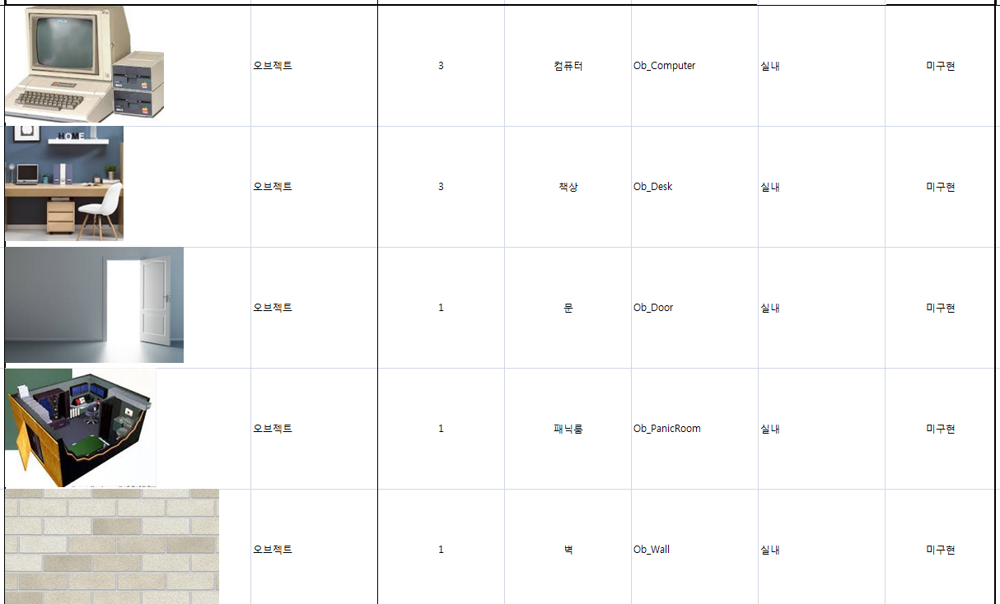 오브젝트 3 컴퓨터 Ob_Computer 실내 미구현
HOME
오브젝트 3 책상 Ob_Desk 실내 미구현
오브젝트 1 문 Ob_Door 실내 미구현
오브젝트 1 패닉룸 Ob_PanicRoom 실내 미구현
오브젝트 1 벽 Ob_Wall 실내 미구현